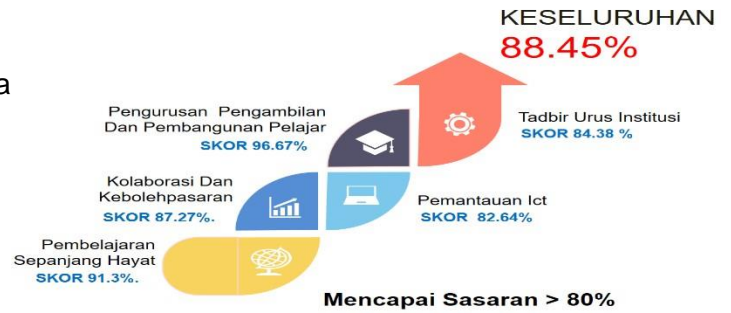 KESELURUHAN
88.45%
a
Pengurusan Pengambilan
Dan Pembangunan Pelajar
SKOR 96.67%
Tadbir Urus Institusi
SKOR 84.38 %
Kolaborasi Dan
Kebolehpasaran
SKOR 87.27%.
Pemantauan Ict
SKOR 82.64%
Pembelajaran
Sepanjang Hayat
SKOR 91.3%.
Mencapai Sasaran > 80%